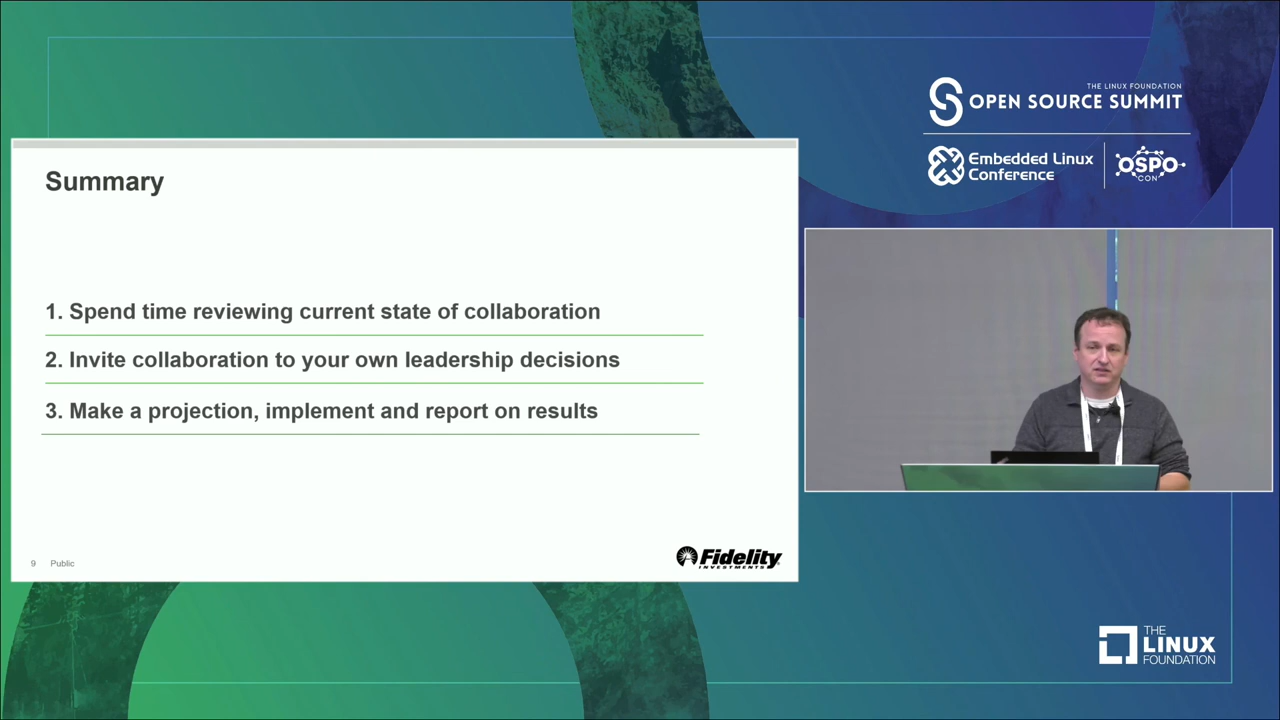 THE LINUX FOUNDATION
OPEN SOURCE SUMMIT
Embedded Linux
Conference
OSPO
CON
Summary
1. Spend time reviewing current state of collaboration
2. Invite collaboration to your own leadership decisions
3. Make a projection, implement and report on results
9 Public
Fidelity
INVESTMENTS
THE
LINUX
FOUNDATION